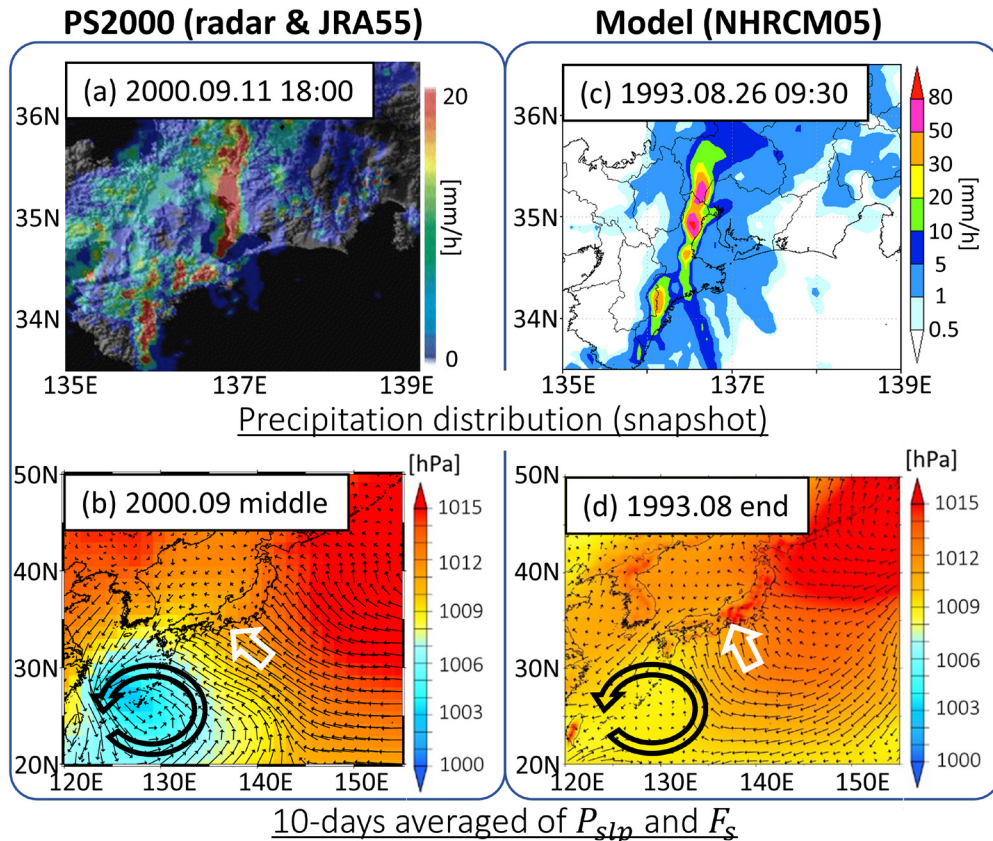 PS2000 (radar & JRA55)
Model (NHRCM05)
(a) 2000.09.11 18:00
36N
35N
34N
135E 137E 139E
20
0
[mm/h]
(c) 1993.08.26 09:30
36N
35N
34N
135E 137E 139E
80
50
30
20
10
5
1
0.5
[mm/h]
Precipitation distribution (snapshot)
(b) 2000.09 middle
50N
40N
30N
20N
120E 130E 140E 150E
[hPa]
1015
1012
1009
1006
1003
1000
(d) 1993.08 end
50N
40N
30N
20N
120E 130E 140E 150E
[hPa]
1015
1012
1009
1006
1003
1000
10-days averaged of P_slp and F_s